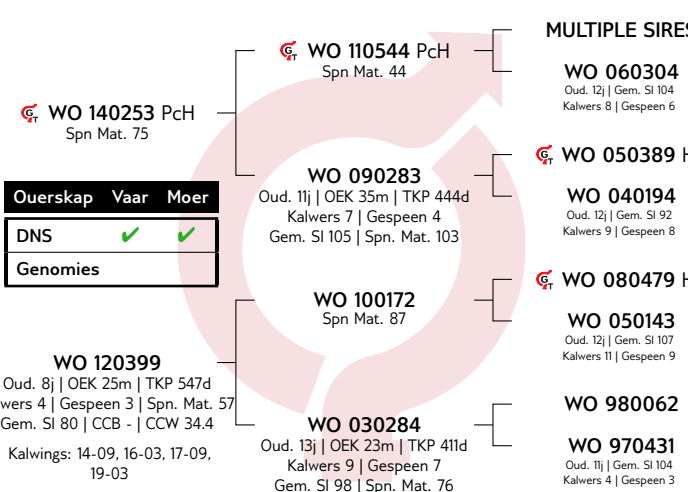 MULTIPLE SIRES
WO 110544 PcH
Spn Mat. 44
WO 060304
Oud. 12j | Gem. SI 104
Kalwers 8 | Gespeen 6
WO 140253 PcH
Spn Mat. 75
WO 050389 H
WO 090283
Oud. 11j | OEK 35m | TKP 444d
Kalwers 7 | Gespeen 4
Gem. SI 105 | Spn. Mat. 103
WO 040194
Oud. 12j | Gem. SI 92
Kalwers 9 | Gespeen 8
Ouerskap Vaar Moer
DNS ✔ ✔
Genomies
WO 080479 H
WO 100172
Spn Mat. 87
WO 050143
Oud. 12j | Gem. SI 107
Kalwers 11 | Gespeen 9
WO 120399
Oud. 8j | OEK 25m | TKP 547d
wers 4 | Gespeen 3 | Spn. Mat. 57
Gem. SI 80 | CCB - | CCW 34.4
Kalwings: 14-09, 16-03, 17-09,
19-03
WO 980062
WO 030284
Oud. 13j | OEK 23m | TKP 411d
Kalwers 9 | Gespeen 7
Gem. SI 98 | Spn. Mat. 76
WO 970431
Oud. 11j | Gem. SI 104
Kalwers 4 | Gespeen 3